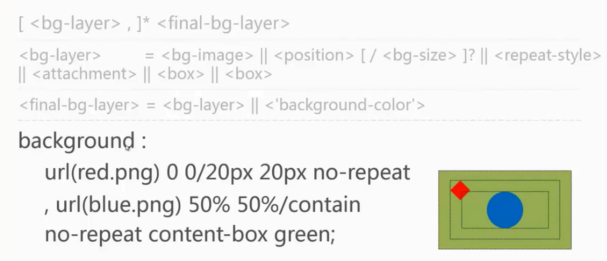 [ <bg-layer> , ]* <final-bg-layer>
<bg-layer> = <bg-image> || <position> [ / <bg-size> ]? || <repeat-style>
|| <attachment> || <box> || <box>
<final-bg-layer> = <bg-layer> || <'background-color'>
background :
url(red.png) 0 0/20px 20px no-repeat
, url(blue.png) 50% 50%/contain
no-repeat content-box green;